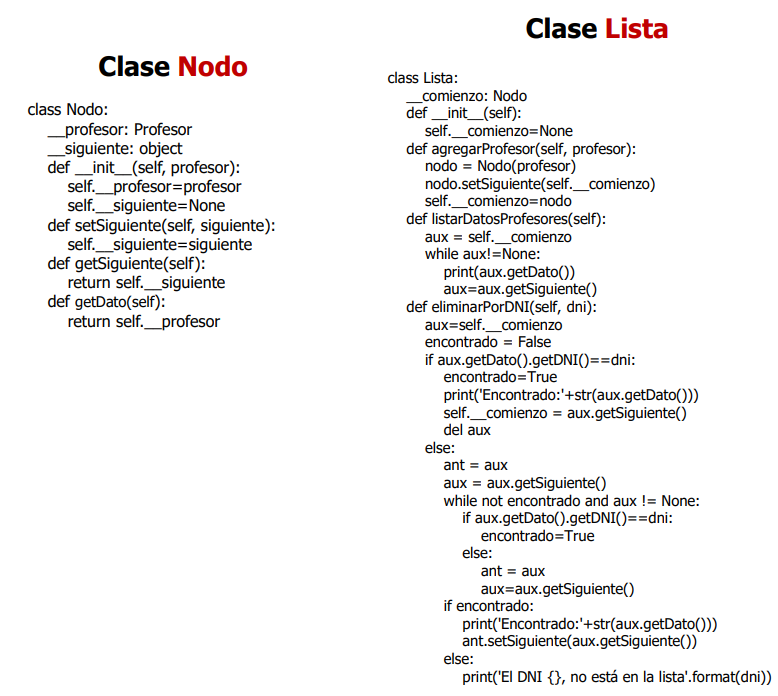 Clase Nodo
class Nodo:
__profesor: Profesor
__siguiente: object
def __init__(self, profesor):
self.__profesor=profesor
self.__siguiente=None
def setSiguiente(self, siguiente):
self.__siguiente=siguiente
def getSiguiente(self):
return self.__siguiente
def getDato(self):
return self.__profesor
Clase Lista
class Lista:
__comienzo: Nodo
def __init__(self):
self.__comienzo=None
def agregarProfesor(self, profesor):
nodo = Nodo(profesor)
nodo.setSiguiente(self.__comienzo)
self.__comienzo=nodo
def listarDatosProfesores(self):
aux = self.__comienzo
while aux!=None:
print(aux.getDato())
aux=aux.getSiguiente()
def eliminarPorDNI(self, dni):
aux=self.__comienzo
encontrado = False
if aux.getDato().getDNI()==dni:
encontrado=True
print('Encontrado:'+str(aux.getDato()))
self.__comienzo = aux.getSiguiente()
del aux
else:
ant = aux
aux = aux.getSiguiente()
while not encontrado and aux != None:
if aux.getDato().getDNI()==dni:
encontrado=True
else:
ant = aux
aux=aux.getSiguiente()
if encontrado:
print('Encontrado:'+str(aux.getDato()))
ant.setSiguiente(aux.getSiguiente())
else:
print('El DNI {}, no está en la lista'.format(dni))